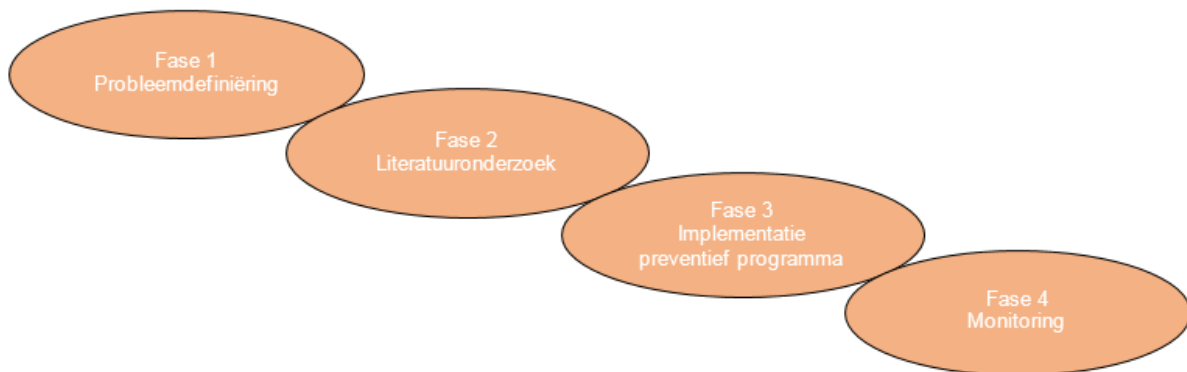 Fase 1
Probleemdefiniëring
Fase 2
Literatuuronderzoek
Fase 3
Implementatie
preventief programma
Fase 4
Monitoring